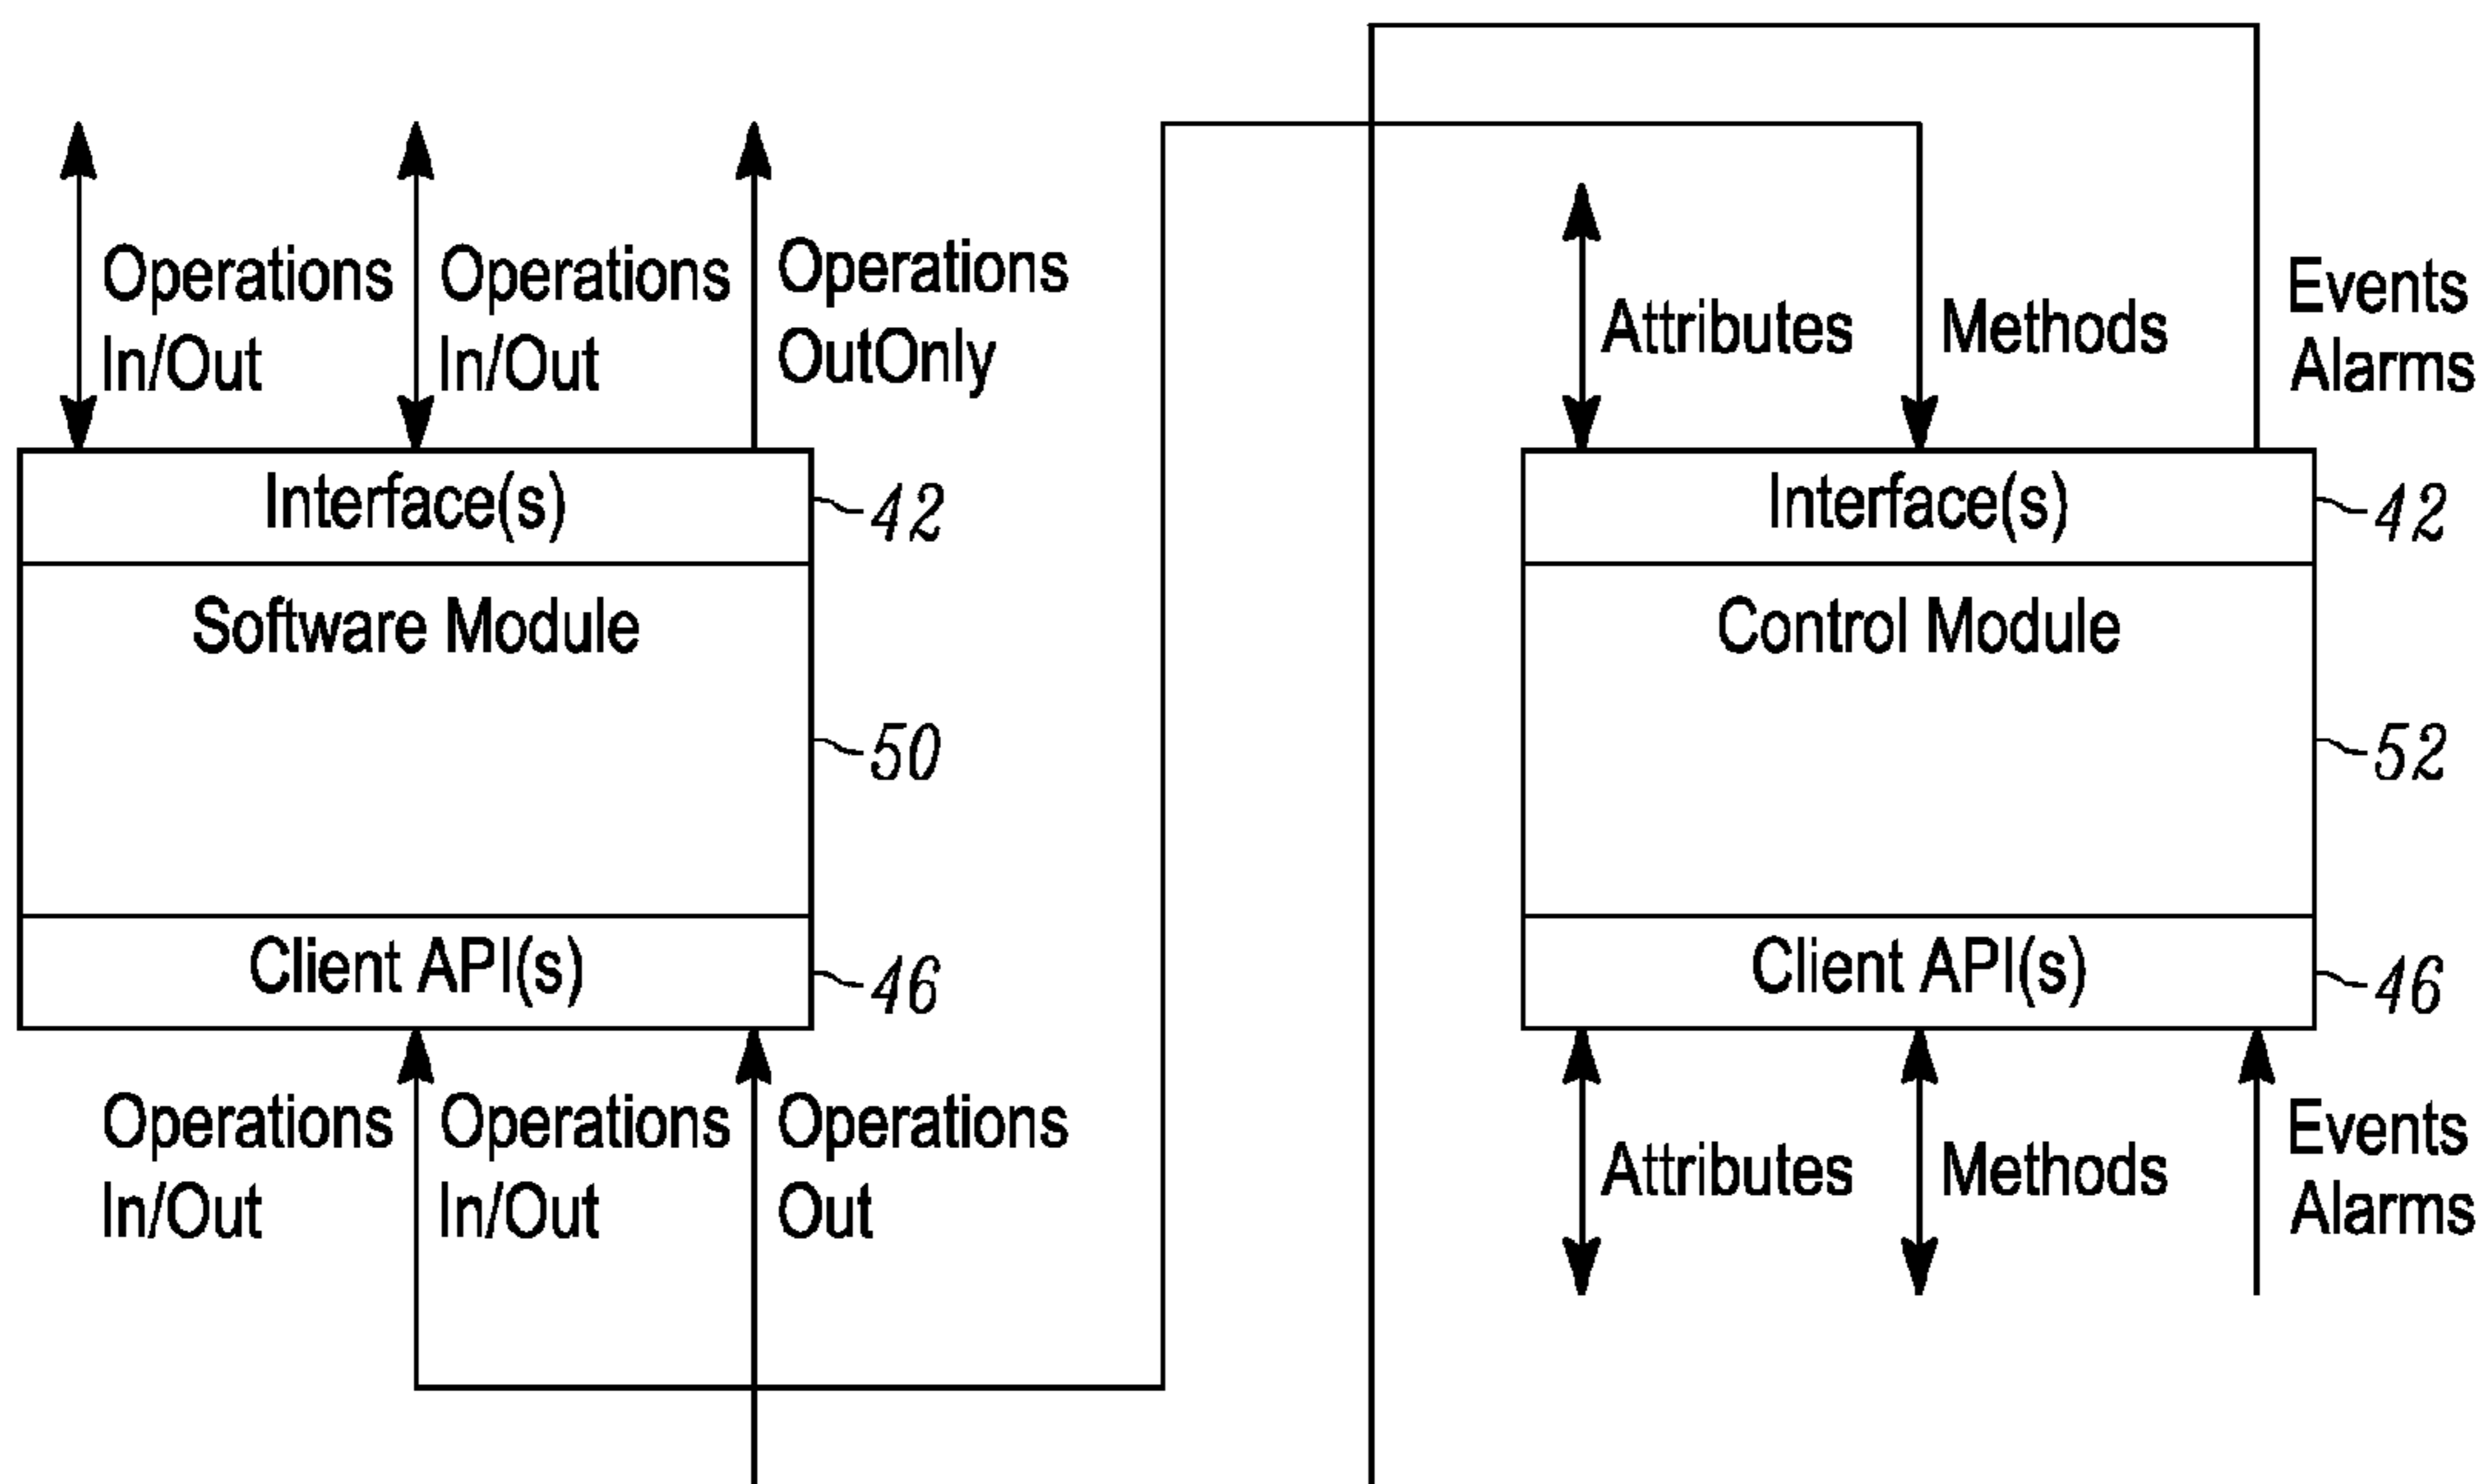 Operations
In/Out
Operations
In/Out
Operations
OutOnly
Interface(s)
42
Software Module
50
Client API(s)
46
Operations
In/Out
Operations
In/Out
Operations
Out
Attributes
Methods
Events
Alarms
Interface(s)
42
Control Module
52
Client API(s)
46
Attributes
Methods
Events
Alarms